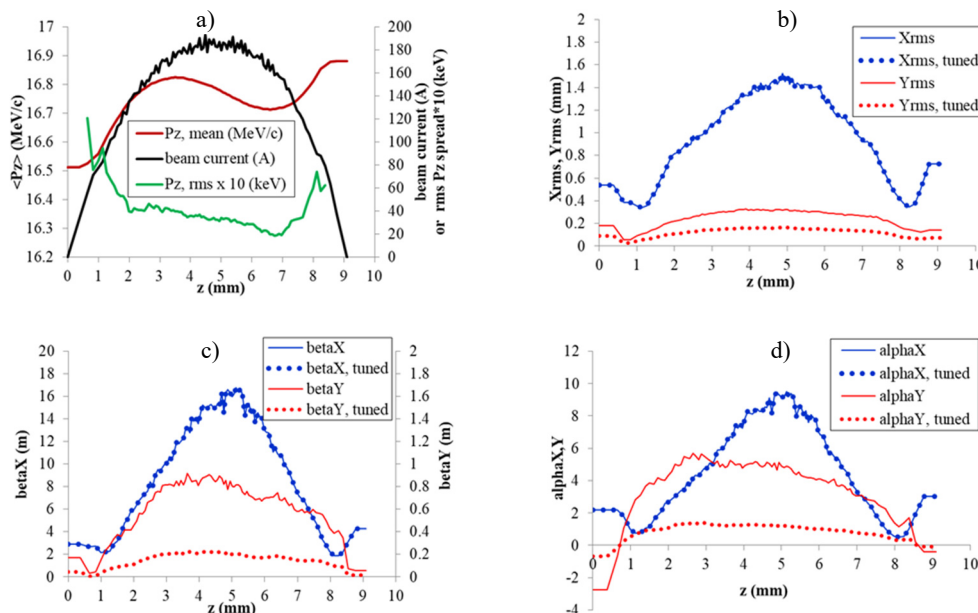 a)
<Pz> (MeV/c)
17
16.9
16.8
16.7
16.6
16.5
16.4
16.3
16.2
Pz, mean (MeV/c)
beam current (A)
Pz, rms x 10 (keV)
200
180
160
140
120
100
80
60
40
20
0
beam current (A)
or rms Pz spread*10 (keV)
0 1 2 3 4 5 6 7 8 9 10
z (mm)
b)
Xrms, Yrms (mm)
2
1.8
1.6
1.4
1.2
1
0.8
0.6
0.4
0.2
0
Xrms
Xrms, tuned
Yrms
Yrms, tuned
0 1 2 3 4 5 6 7 8 9 10
z (mm)
c)
betaX (m)
20
18
16
14
12
10
8
6
4
2
0
betaX
betaX, tuned
betaY
betaY, tuned
2
1.8
1.6
1.4
1.2
1
0.8
0.6
0.4
0.2
0
betaY (m)
0 1 2 3 4 5 6 7 8 9 10
z (mm)
d)
alphaX,Y
12
10
8
6
4
2
0
-2
-4
alphaX
alphaX, tuned
alphaY
alphaY, tuned
0 1 2 3 4 5 6 7 8 9 10
z (mm)